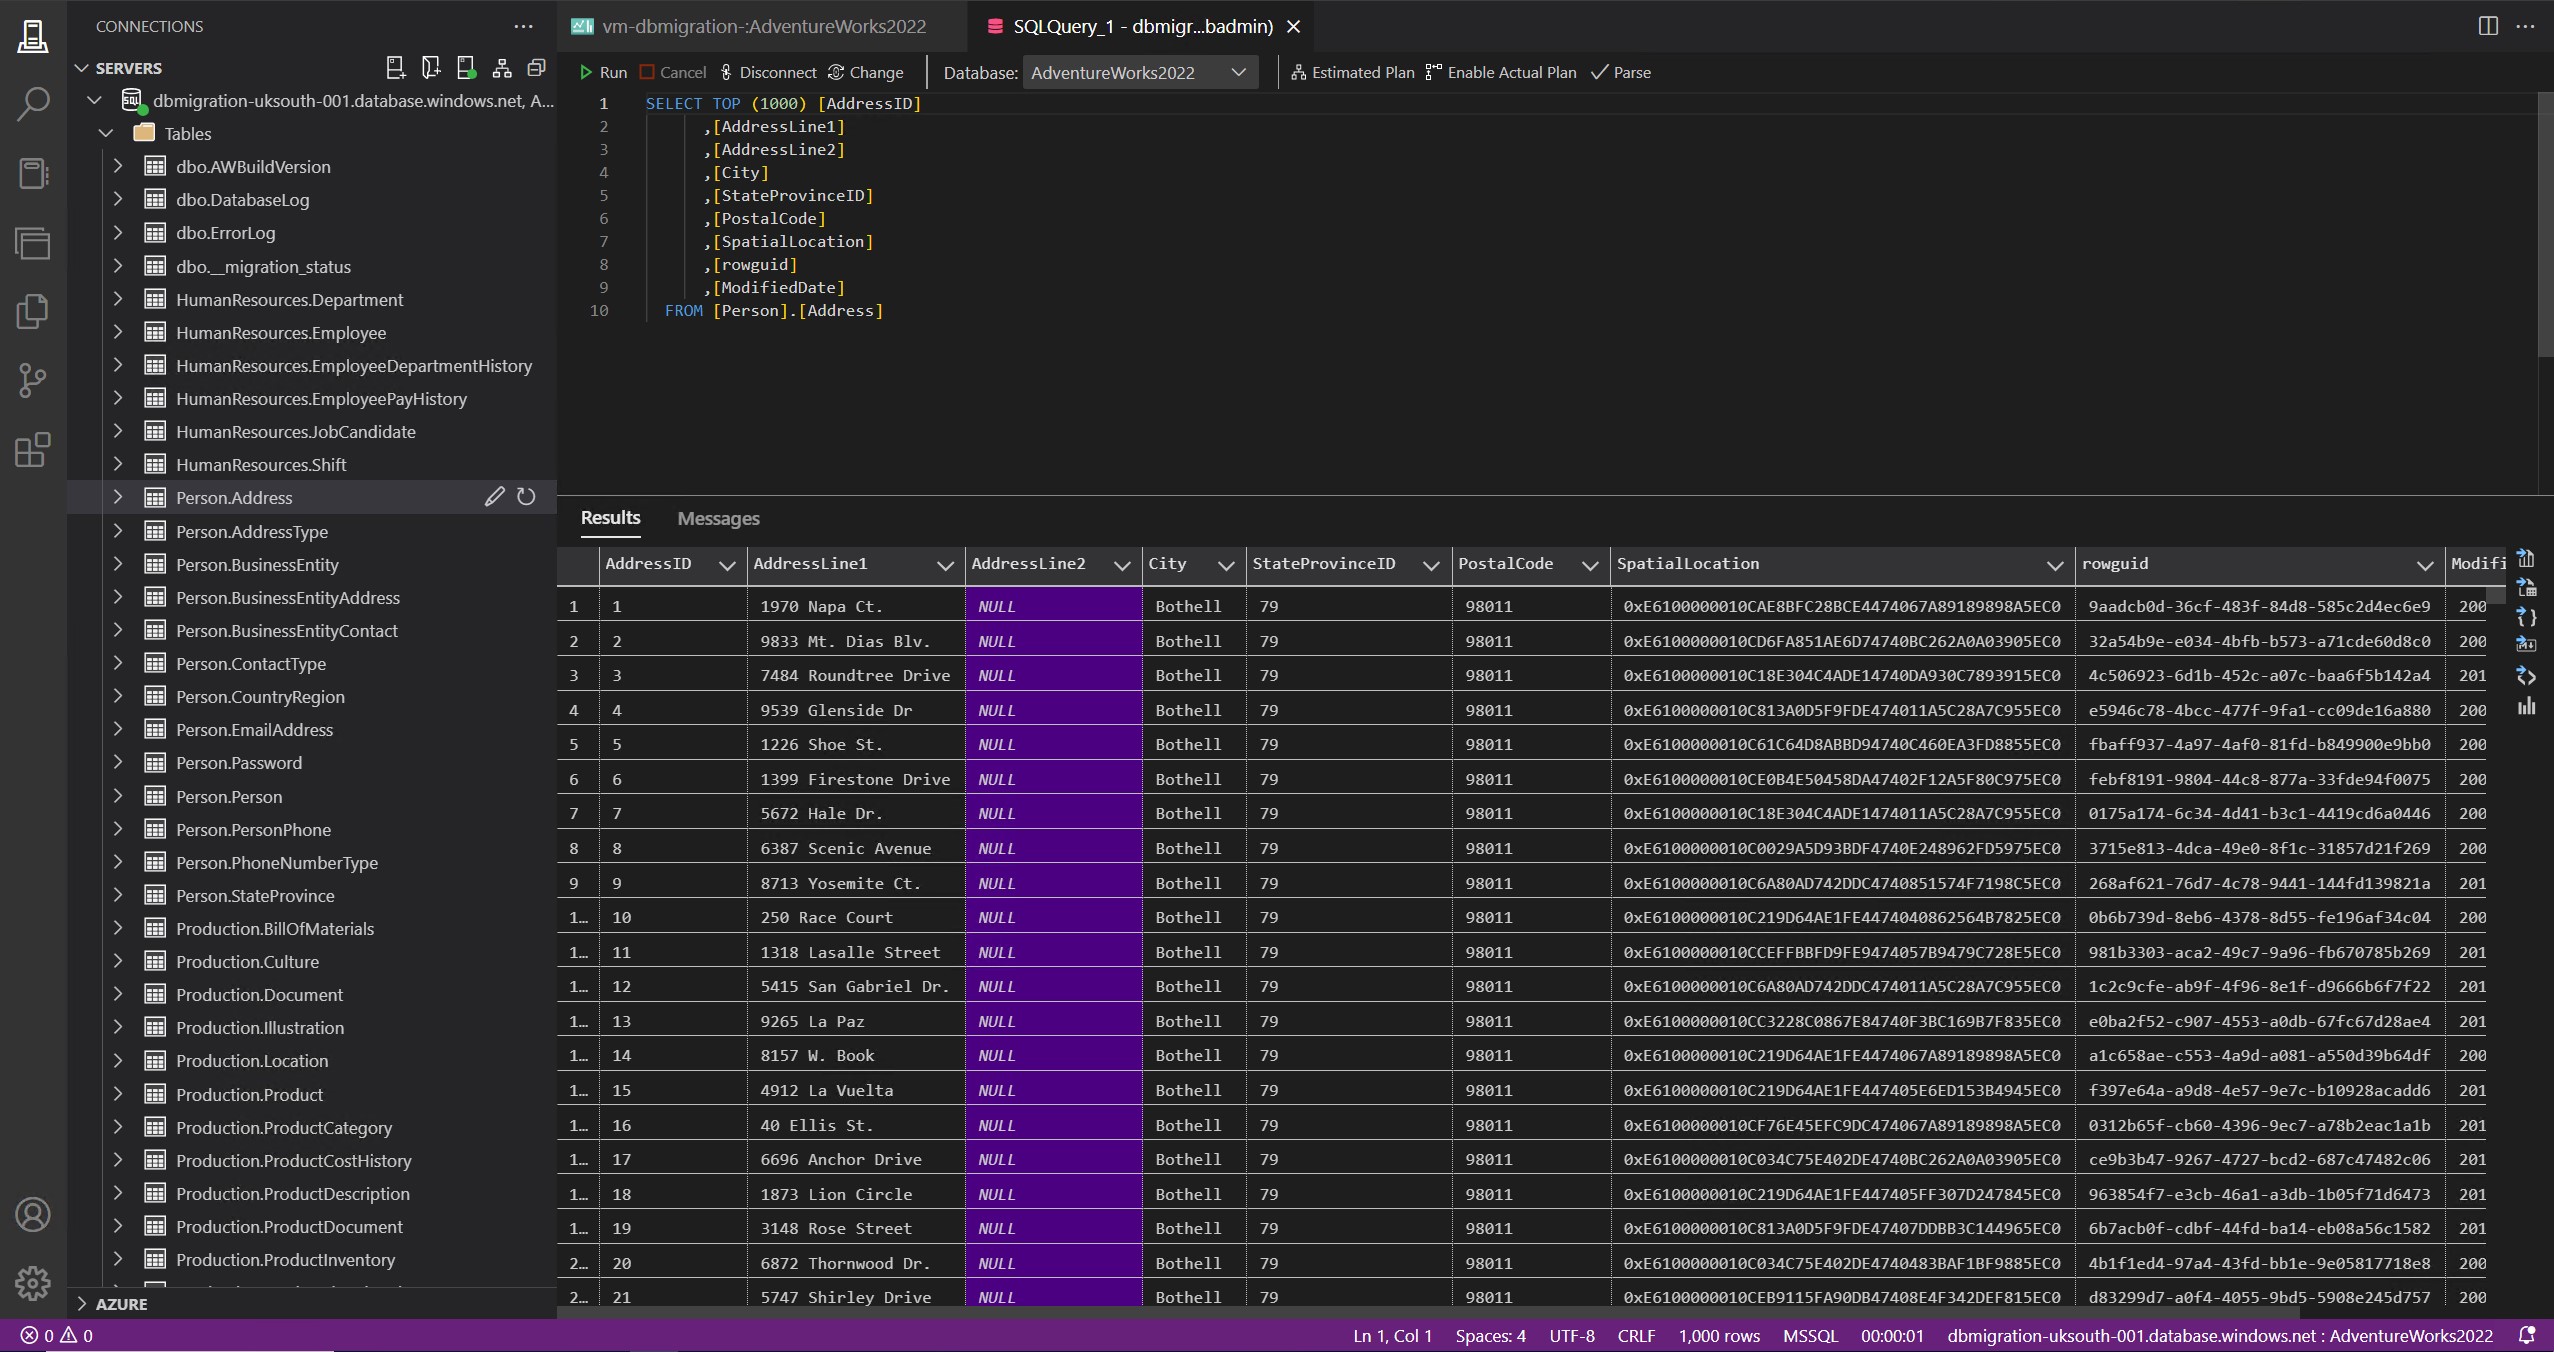 CONNECTIONS
SERVERS
dbmigration-uksouth-001.database.windows.net, A...
Tables
dbo.AWBuildVersion
dbo.DatabaseLog
dbo.ErrorLog
dbo.__migration_status
HumanResources.Department
HumanResources.Employee
HumanResources.EmployeeDepartmentHistory
HumanResources.EmployeePayHistory
HumanResources.JobCandidate
HumanResources.Shift
Person.Address
Person.AddressType
Person.BusinessEntity
Person.BusinessEntityAddress
Person.BusinessEntityContact
Person.ContactType
Person.CountryRegion
Person.EmailAddress
Person.Password
Person.Person
Person.PersonPhone
Person.PhoneNumberType
Person.StateProvince
Production.BillOfMaterials
Production.Culture
Production.Document
Production.Illustration
Production.Location
Production.Product
Production.ProductCategory
Production.ProductCostHistory
Production.ProductDescription
Production.ProductDocument
Production.ProductInventory
AZURE
vm-dbmigration-:AdventureWorks2022 SQLQuery_1 - dbmigr...badmin)
Run Cancel Disconnect Change Database: AdventureWorks2022 Estimated Plan Enable Actual Plan Parse
1 SELECT TOP (1000) [AddressID]
2 ,[AddressLine1]
3 ,[AddressLine2]
4 ,[City]
5 ,[StateProvinceID]
6 ,[PostalCode]
7 ,[SpatialLocation]
8 ,[rowguid]
9 ,[ModifiedDate]
10 FROM [Person].[Address]
Results Messages
AddressID AddressLine1 AddressLine2 City StateProvinceID PostalCode SpatialLocation rowguid Modifi
1 1 1970 Napa Ct. NULL Bothell 79 98011 0xE6100000010CAE8BFC28BCE4474067A89189898A5EC0 9aadcb0d-36cf-483f-84d8-585c2d4ec6e9 200
2 2 9833 Mt. Dias Blv. NULL Bothell 79 98011 0xE6100000010CD6FA851AE6D74740BC262A0A03905EC0 32a54b9e-e034-4bfb-b573-a71cde60d8c0 200
3 3 7484 Roundtree Drive NULL Bothell 79 98011 0xE6100000010C18E304C4ADE14740DA930C7893915EC0 4c506923-6d1b-452c-a07c-baa6f5b142a4 201
4 4 9539 Glenside Dr NULL Bothell 79 98011 0xE6100000010C813A0D5F9FDE474011A5C28A7C955EC0 e5946c78-4bcc-477f-9fa1-cc09de16a880 200
5 5 1226 Shoe St. NULL Bothell 79 98011 0xE6100000010C61C64D8ABBD94740C460EA3FD8855EC0 fbaff937-4a97-4af0-81fd-b849900e9bb0 200
6 6 1399 Firestone Drive NULL Bothell 79 98011 0xE6100000010CE0B4E50458DA47402F12A5F80C975EC0 febf8191-9804-44c8-877a-33fde94f0075 200
7 7 5672 Hale Dr. NULL Bothell 79 98011 0xE6100000010C18E304C4ADE1474011A5C28A7C955EC0 0175a174-6c34-4d41-b3c1-4419cd6a0446 200
8 8 6387 Scenic Avenue NULL Bothell 79 98011 0xE6100000010C0029A5D93BDF4740E248962FD5975EC0 3715e813-4dca-49e0-8f1c-31857d21f269 200
9 9 8713 Yosemite Ct. NULL Bothell 79 98011 0xE6100000010C6A80AD742DDC4740851574F7198C5EC0 268af621-76d7-4c78-9441-144fd139821a 201
1... 10 250 Race Court NULL Bothell 79 98011 0xE6100000010C219D64AE1FE4474040862564B7825EC0 0b6b739d-8eb6-4378-8d55-fe196af34c04 200
1... 11 1318 Lasalle Street NULL Bothell 79 98011 0xE6100000010CCEFFBBFD9FE9474057B9479C728E5EC0 981b3303-aca2-49c7-9a96-fb670785b269 201
1... 12 5415 San Gabriel Dr. NULL Bothell 79 98011 0xE6100000010C6A80AD742DDC474011A5C28A7C955EC0 1c2c9cfe-ab9f-4f96-8e1f-d9666b6f7f22 201
1... 13 9265 La Paz NULL Bothell 79 98011 0xE6100000010CC3228C0867E84740F3BC169B7F835EC0 e0ba2f52-c907-4553-a0db-67fc67d28ae4 201
1... 14 8157 W. Book NULL Bothell 79 98011 0xE6100000010C219D64AE1FE4474067A89189898A5EC0 a1c658ae-c553-4a9d-a081-a550d39b64df 200
1... 15 4912 La Vuelta NULL Bothell 79 98011 0xE6100000010C219D64AE1FE447405E6ED153B4945EC0 f397e64a-a9d8-4e57-9e7c-b10928acadd6 201
1... 16 40 Ellis St. NULL Bothell 79 98011 0xE6100000010CF76E45EFC9DC474067A89189898A5EC0 0312b65f-cb60-4396-9ec7-a78b2eac1a1b 200
1... 17 6696 Anchor Drive NULL Bothell 79 98011 0xE6100000010C034C75E402DE4740BC262A0A03905EC0 ce9b3b47-9267-4727-bcd2-687c47482c06 201
1... 18 1873 Lion Circle NULL Bothell 79 98011 0xE6100000010C219D64AE1FE447405FF307D247845EC0 963854f7-e3cb-46a1-a3db-1b05f71d6473 201
1... 19 3148 Rose Street NULL Bothell 79 98011 0xE6100000010C813A0D5F9FDE47407DDBB3C144965EC0 6b7acb0f-cdbf-44fd-ba14-eb08a56c1582 201
2... 20 6872 Thornwood Dr. NULL Bothell 79 98011 0xE6100000010C034C75E402DE4740483BAF1BF9885EC0 4b1f1ed4-97a4-43fd-bb1e-9e05817718e8 200
2... 21 5747 Shirley Drive NULL Bothell 79 98011 0xE6100000010CEB9115FA90DB47408E4F342DEF815EC0 d83299d7-a0f4-4055-9bd5-5908e245d757 200
0 0 Ln 1, Col 1 Spaces: 4 UTF-8 CRLF 1,000 rows MSSQL 00:00:01 dbmigration-uksouth-001.database.windows.net : AdventureWorks2022